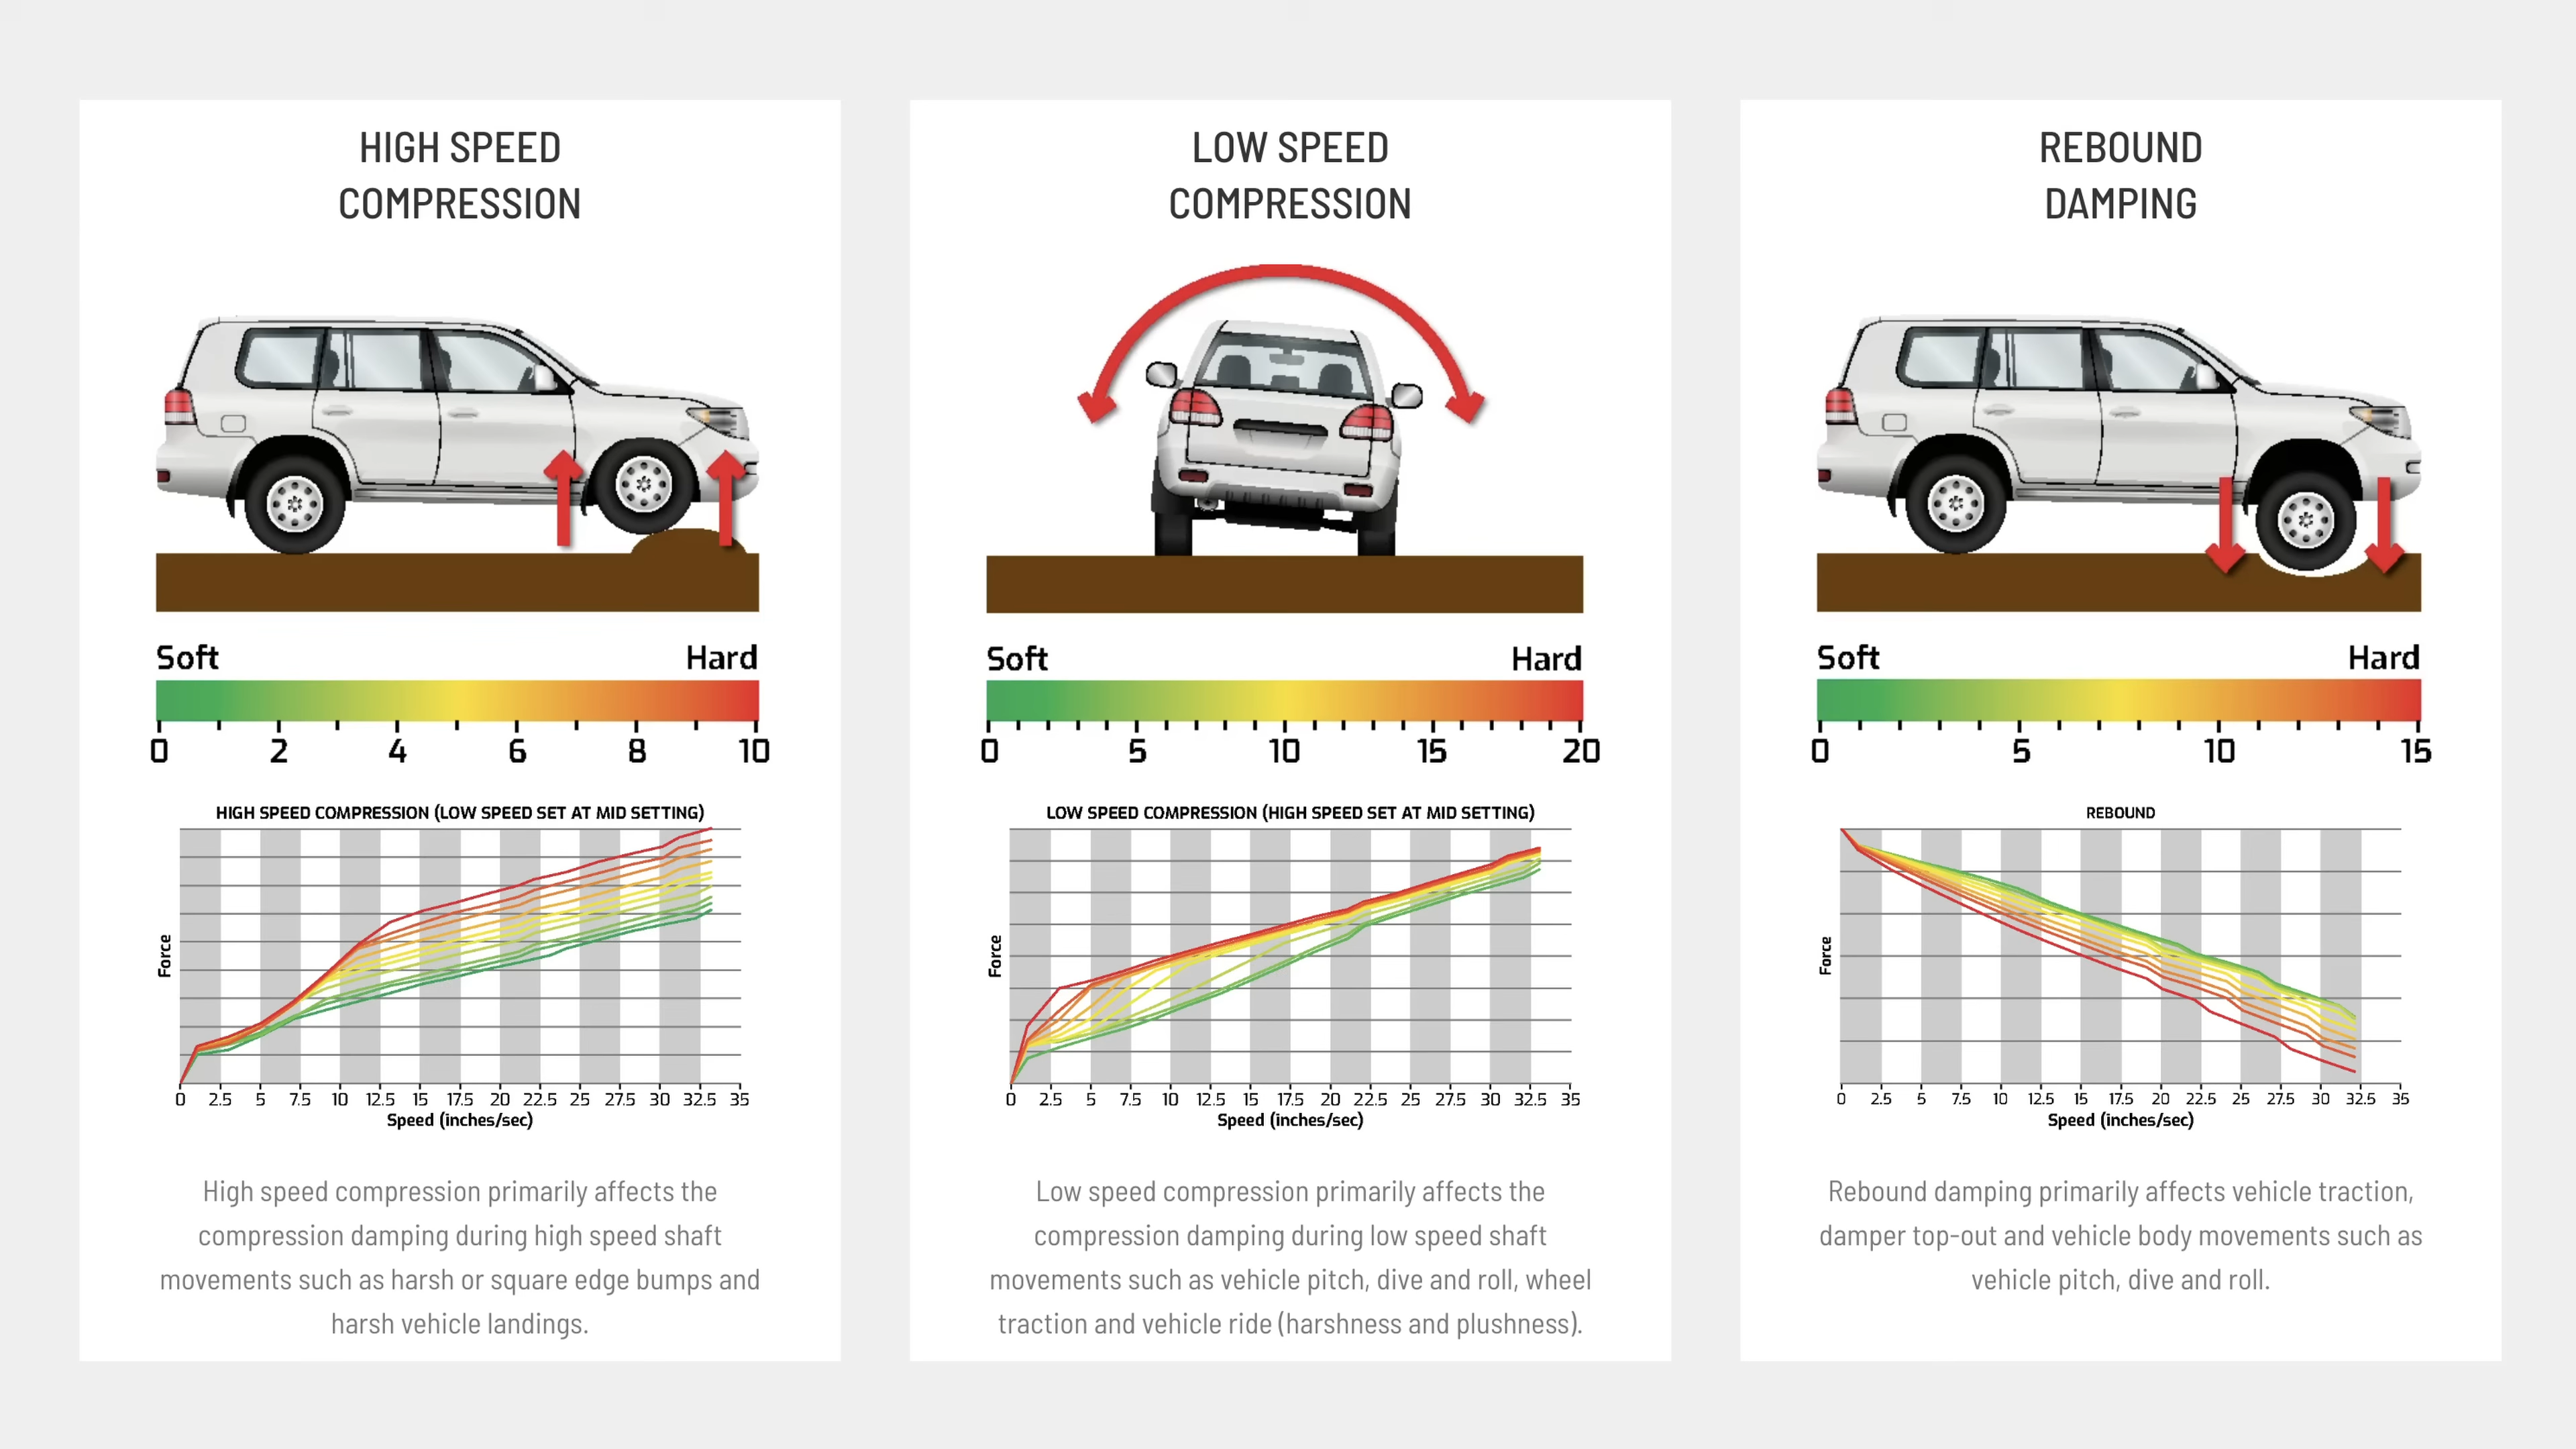 HIGH SPEED
COMPRESSION
Soft Hard
0 2 4 6 8 10
HIGH SPEED COMPRESSION (LOW SPEED SET AT MID SETTING)
Force
0 2.5 5 7.5 10 12.5 15 17.5 20 22.5 25 27.5 30 32.5 35
Speed (inches/sec)
High speed compression primarily affects the
compression damping during high speed shaft
movements such as harsh or square edge bumps and
harsh vehicle landings.
LOW SPEED
COMPRESSION
Soft Hard
0 5 10 15 20
LOW SPEED COMPRESSION (HIGH SPEED SET AT MID SETTING)
Force
0 2.5 5 7.5 10 12.5 15 17.5 20 22.5 25 27.5 30 32.5 35
Speed (inches/sec)
Low speed compression primarily affects the
compression damping during low speed shaft
movements such as vehicle pitch, dive and roll, wheel
traction and vehicle ride (harshness and plushness).
REBOUND
DAMPING
Soft Hard
0 5 10 15
REBOUND
Force
0 2.5 5 7.5 10 12.5 15 17.5 20 22.5 25 27.5 30 32.5 35
Speed (inches/sec)
Rebound damping primarily affects vehicle traction,
damper top-out and vehicle body movements such as
vehicle pitch, dive and roll.